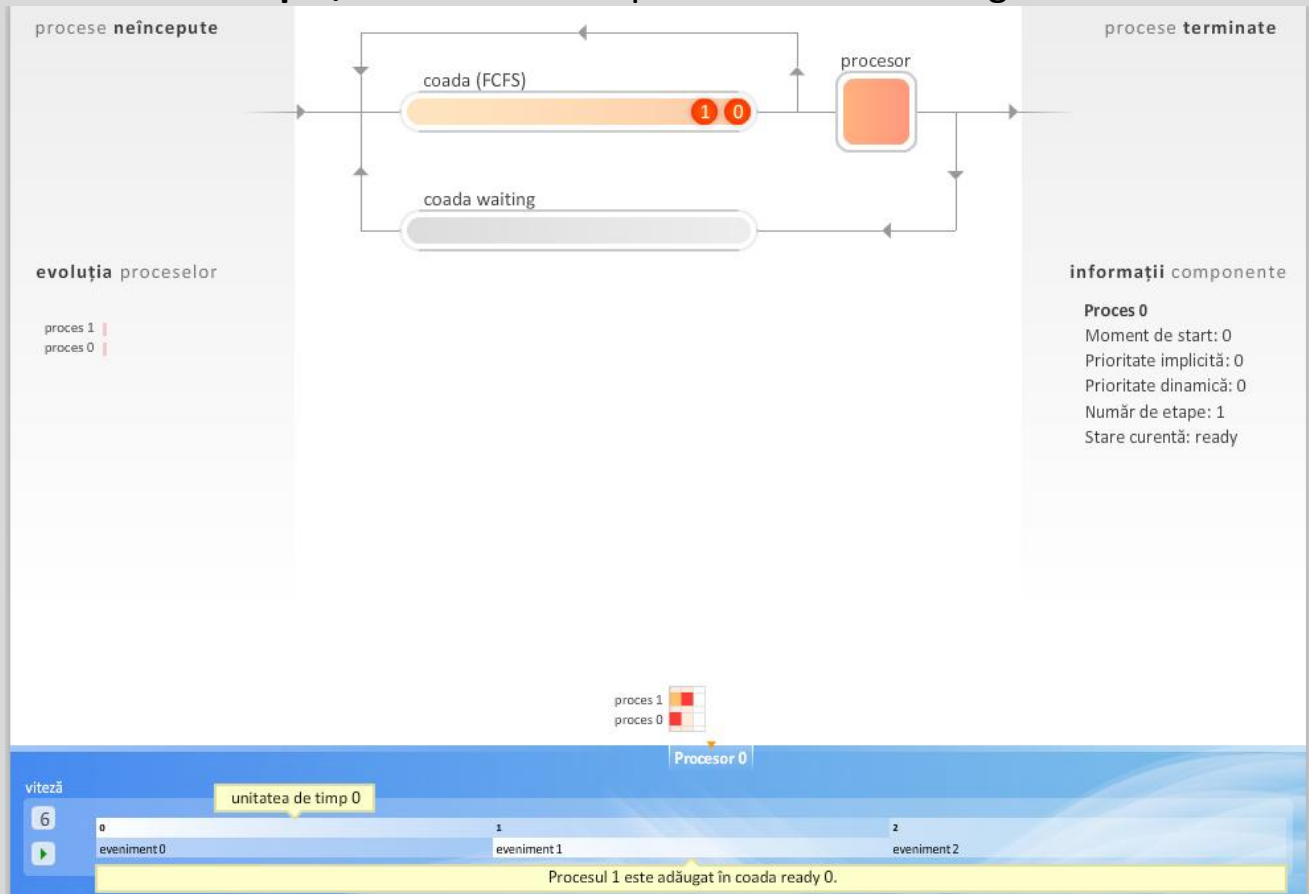 procese neîncepute
procese terminate
procesor
coada (FCFS)
1 0
coada waiting
evoluția proceselor
proces 1
proces 0
informații componente
Proces 0
Moment de start: 0
Prioritate implicită: 0
Prioritate dinamică: 0
Număr de etape: 1
Stare curentă: ready
proces 1
proces 0
Procesor 0
viteză
unitatea de timp 0
6
0 1 2
eveniment 0 eveniment 1 eveniment 2
Procesul 1 este adăugat în coada ready 0.